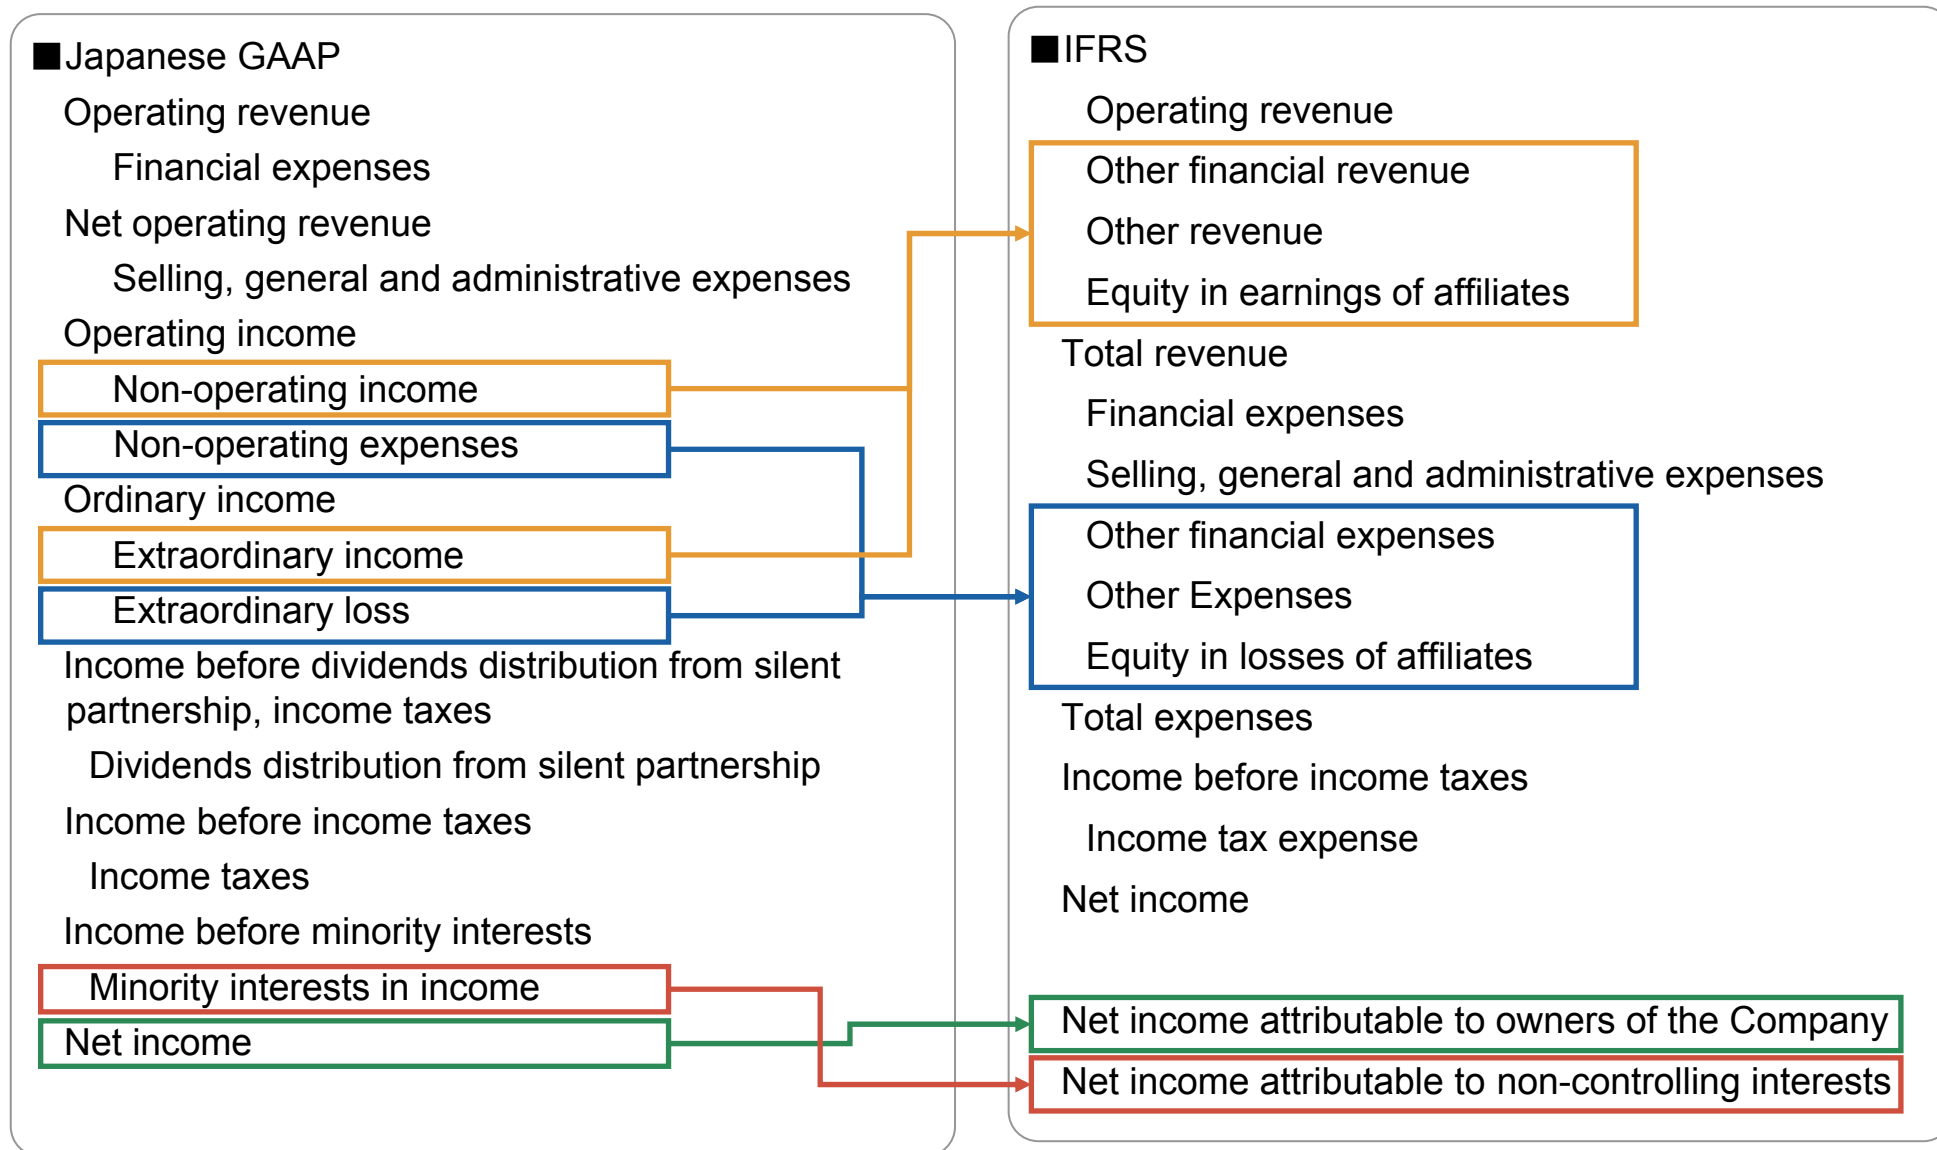 ■Japanese GAAP
Operating revenue
Financial expenses
Net operating revenue
Selling, general and administrative expenses
Operating income
Non-operating income
Non-operating expenses
Ordinary income
Extraordinary income
Extraordinary loss
Income before dividends distribution from silent
partnership, income taxes
Dividends distribution from silent partnership
Income before income taxes
Income taxes
Income before minority interests
Minority interests in income
Net income
■IFRS
Operating revenue
Other financial revenue
Other revenue
Equity in earnings of affiliates
Total revenue
Financial expenses
Selling, general and administrative expenses
Other financial expenses
Other Expenses
Equity in losses of affiliates
Total expenses
Income before income taxes
Income tax expense
Net income
Net income attributable to owners of the Company
Net income attributable to non-controlling interests